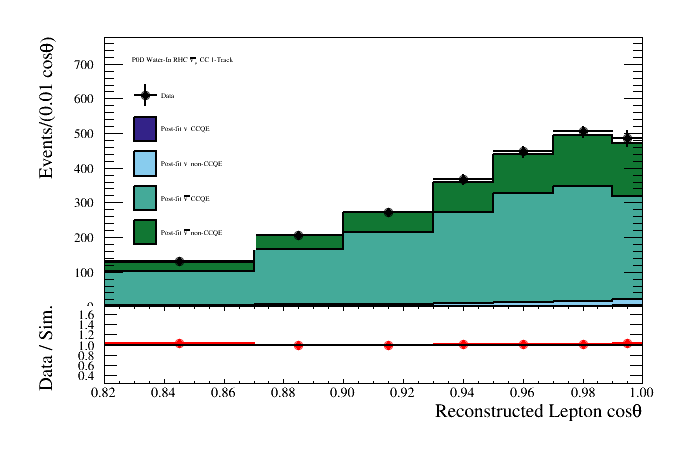 Events/(0.01 cosθ)
700
600
500
400
300
200
100
0
P0D Water-In RHC ν̅, CC 1-Track
Data
Post-fit ν CCQE
Post-fit ν non-CCQE
Post-fit ν̅ CCQE
Post-fit ν̅ non-CCQE
Data / Sim.
1.6
1.4
1.2
1.0
0.8
0.6
0.4
0.82 0.84 0.86 0.88 0.90 0.92 0.94 0.96 0.98 1.00
Reconstructed Lepton cosθ